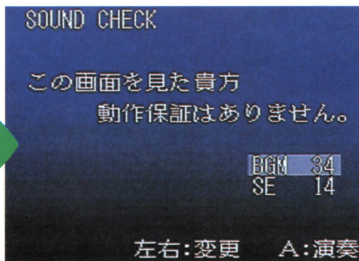 SOUND CHECK
この画面を見た貴方
動作保証はありません。
BGM 34
SE 14
左右:変更 A:演奏